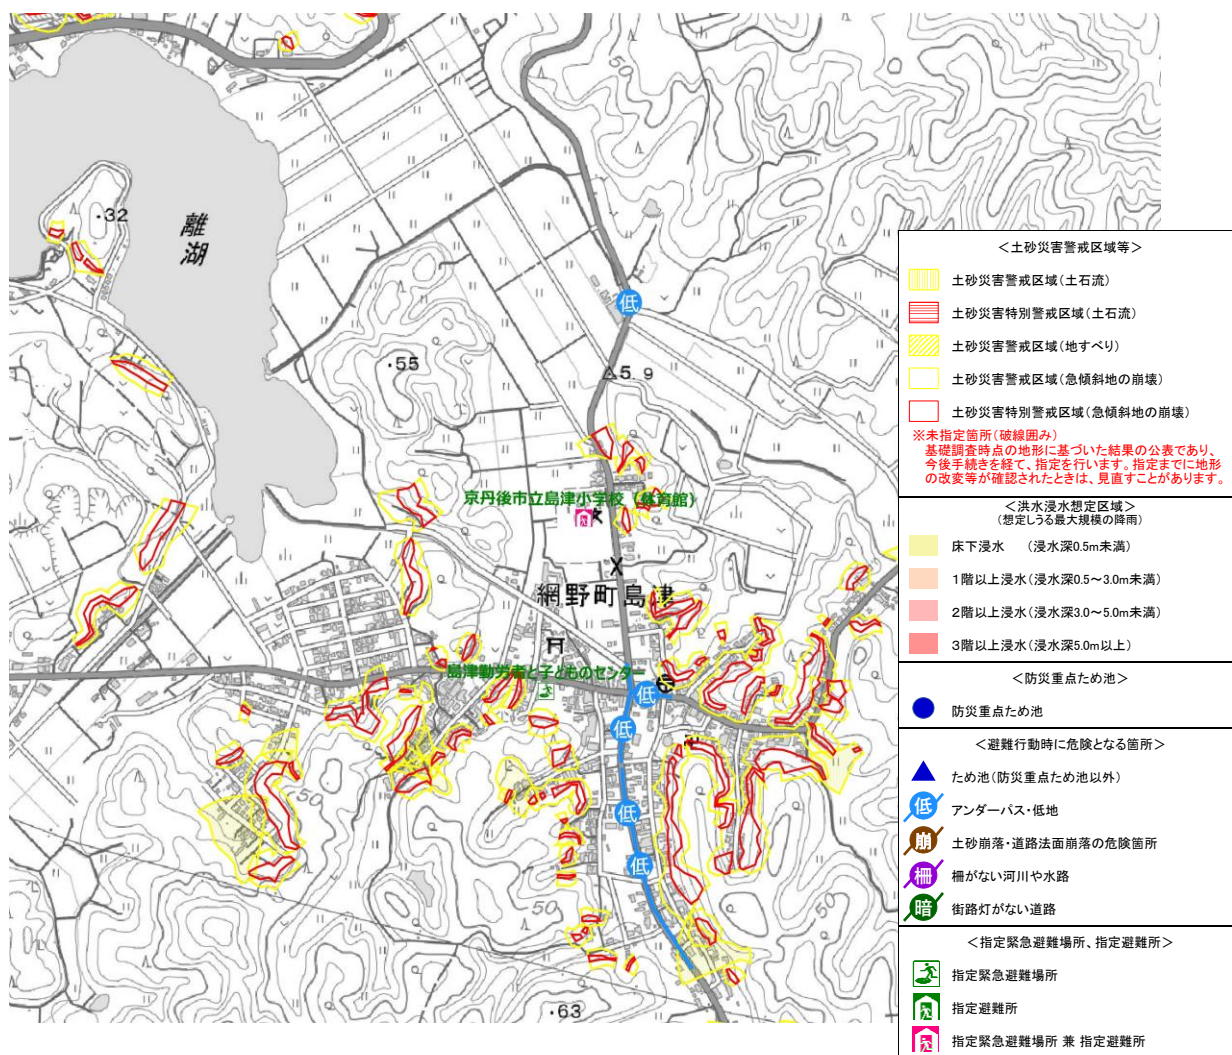 離湖
・32
50
低
・55
△5.9
京丹後市立島津小学校（体育館）
網野町島津
島津勤労者と子どものセンター
低
低
低
低
50
50
50
・63
＜土砂災害警戒区域等＞
土砂災害警戒区域(土石流)
土砂災害特別警戒区域(土石流)
土砂災害警戒区域(地すべり)
土砂災害警戒区域(急傾斜地の崩壊)
土砂災害特別警戒区域(急傾斜地の崩壊)
※未指定箇所(破線囲み)
基礎調査時点の地形に基づいた結果の公表であり、
今後手続きを経て、指定を行います。指定までに地形
の改変等が確認されたときは、見直すことがあります。
＜洪水浸水想定区域＞
(想定しうる最大規模の降雨)
床下浸水　(浸水深0.5m未満)
1階以上浸水(浸水深0.5～3.0m未満)
2階以上浸水(浸水深3.0～5.0m未満)
3階以上浸水(浸水深5.0m以上)
＜防災重点ため池＞
防災重点ため池
＜避難行動時に危険となる箇所＞
ため池(防災重点ため池以外)
低 アンダーパス・低地
崩 土砂崩落・道路法面崩落の危険箇所
柵 柵がない河川や水路
暗 街路灯がない道路
＜指定緊急避難場所、指定避難所＞
指定緊急避難場所
指定避難所
指定緊急避難場所 兼 指定避難所